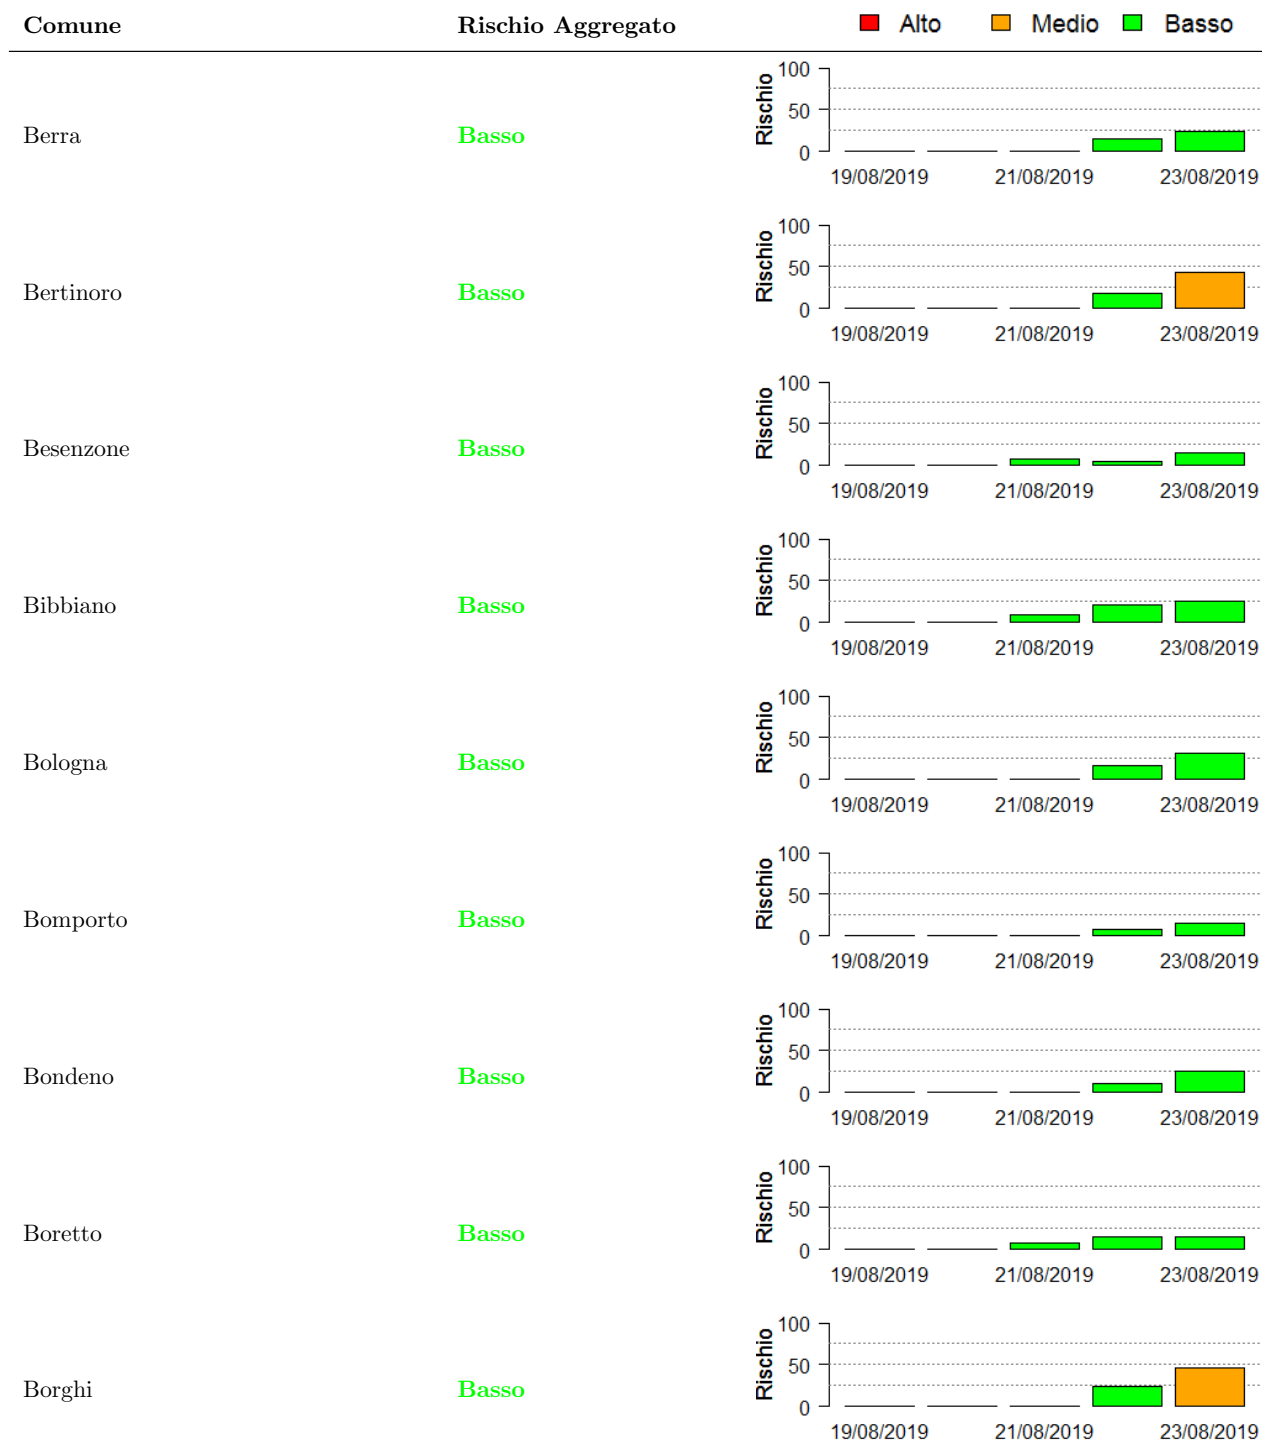 Comune Rischio Aggregato Alto Medio Basso
100
50
0
Rischio
Berra Basso
19/08/2019 21/08/2019 23/08/2019
100
50
0
Rischio
Bertinoro Basso
19/08/2019 21/08/2019 23/08/2019
100
50
0
Rischio
Besenzone Basso
19/08/2019 21/08/2019 23/08/2019
100
50
0
Rischio
Bibbiano Basso
19/08/2019 21/08/2019 23/08/2019
100
50
0
Rischio
Bologna Basso
19/08/2019 21/08/2019 23/08/2019
100
50
0
Rischio
Bomporto Basso
19/08/2019 21/08/2019 23/08/2019
100
50
0
Rischio
Bondeno Basso
19/08/2019 21/08/2019 23/08/2019
100
50
0
Rischio
Boretto Basso
19/08/2019 21/08/2019 23/08/2019
100
50
0
Rischio
Borghi Basso
19/08/2019 21/08/2019 23/08/2019